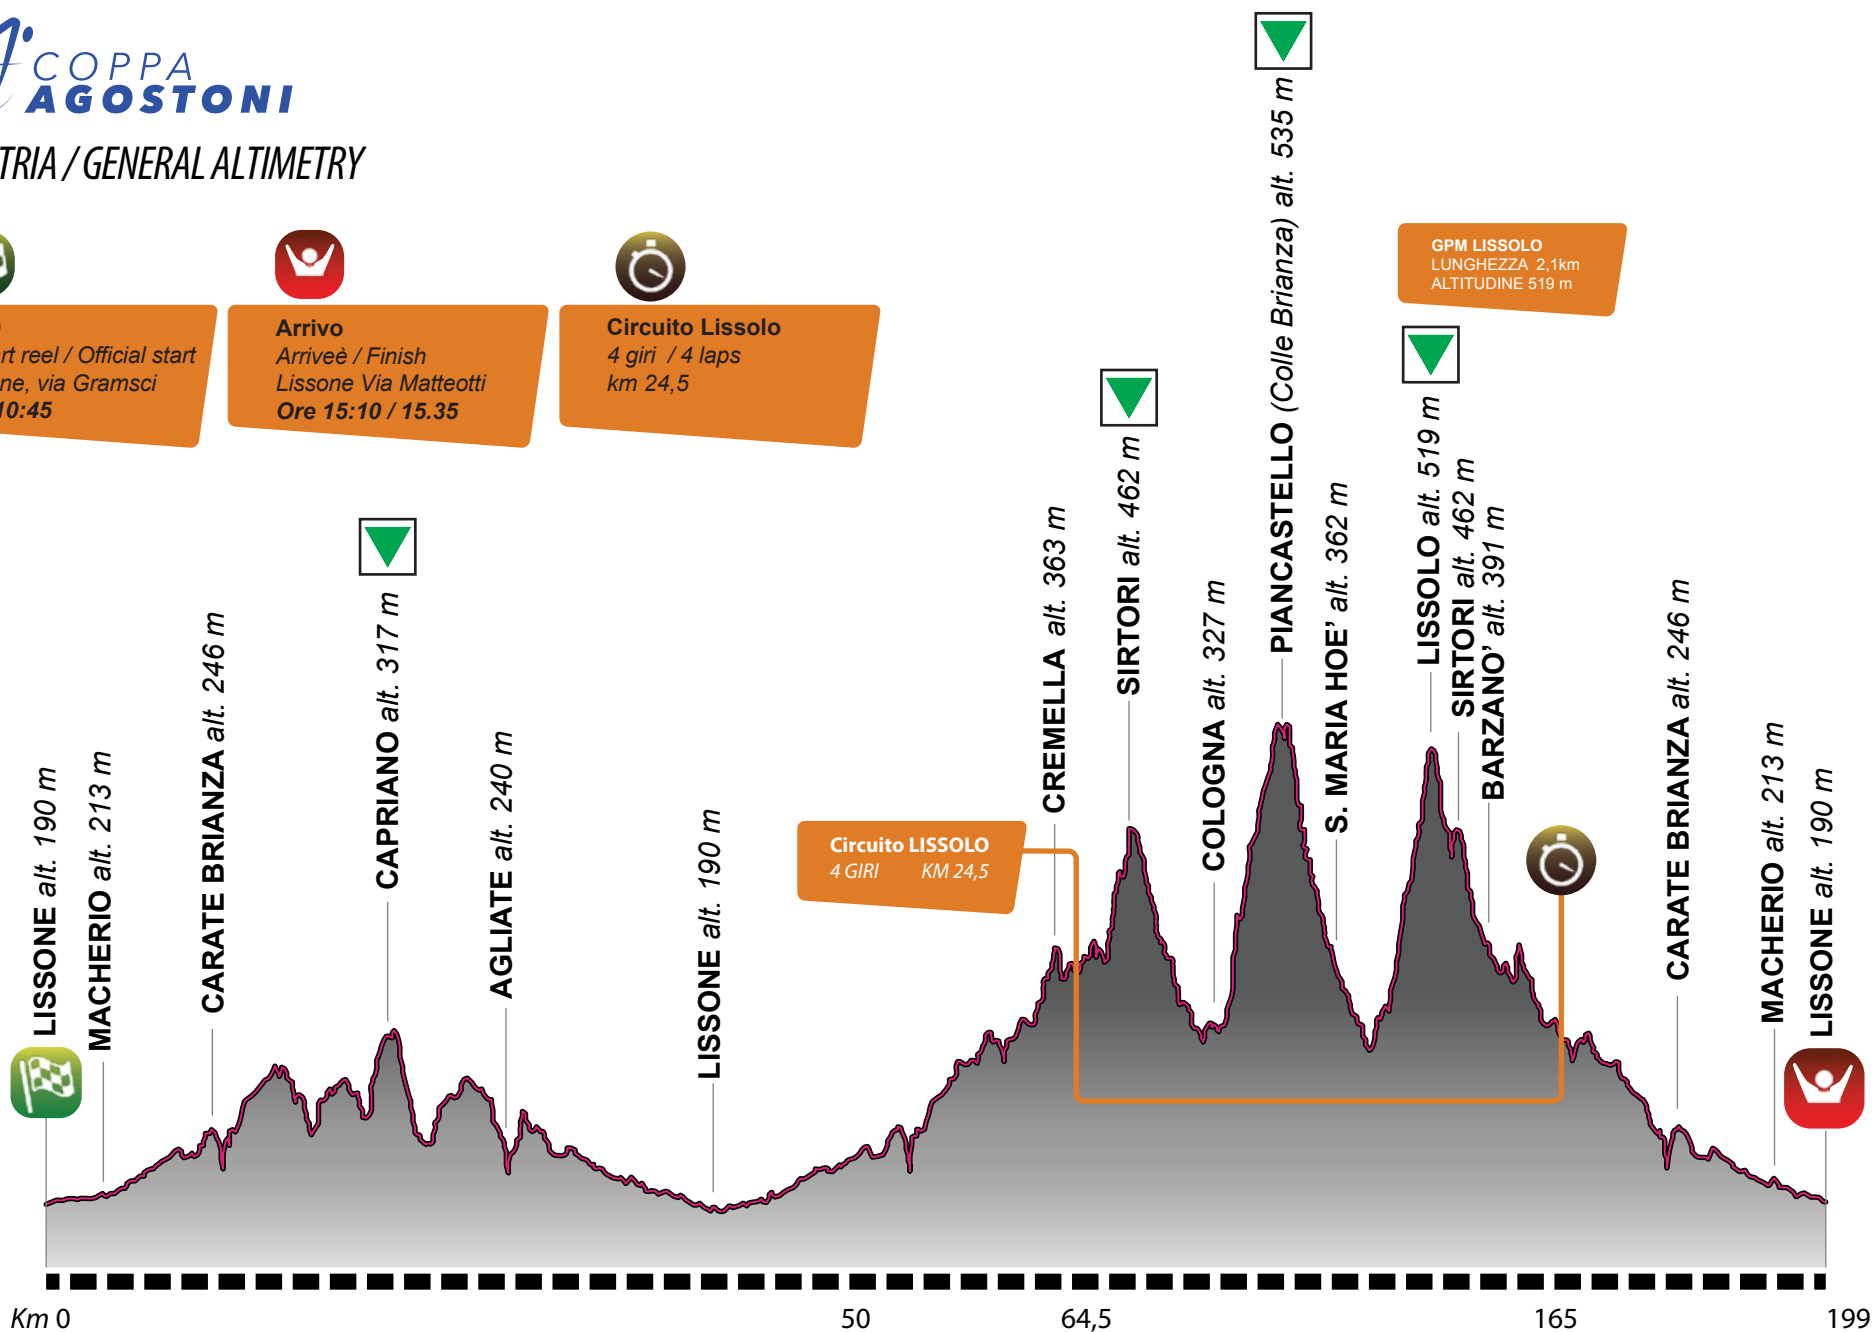 COPPA
AGOSTONI
TRIA / GENERAL ALTIMETRY
rt reel / Official start
ne, via Gramsci
10:45
Arrivo
Arriveè / Finish
Lissone Via Matteotti
Ore 15:10 / 15.35
Circuito Lissolo
4 giri / 4 laps
km 24,5
GPM LISSOLO
LUNGHEZZA 2,1km
ALTITUDINE 519 m
LISSONE alt. 190 m
MACHERIO alt. 213 m
CARATE BRIANZA alt. 246 m
CAPRIANO alt. 317 m
AGLIATE alt. 240 m
LISSONE alt. 190 m
CREMELLA alt. 363 m
SIRTORI alt. 462 m
COLOGNA alt. 327 m
PIANCASTELLO (Colle Brianza) alt. 535 m
S. MARIA HOE' alt. 362 m
LISSOLO alt. 519 m
SIRTORI alt. 462 m
BARZANO' alt. 391 m
CARATE BRIANZA alt. 246 m
MACHERIO alt. 213 m
LISSONE alt. 190 m
Circuito LISSOLO
4 GIRI KM 24,5
Km 0 50 64,5 165 199